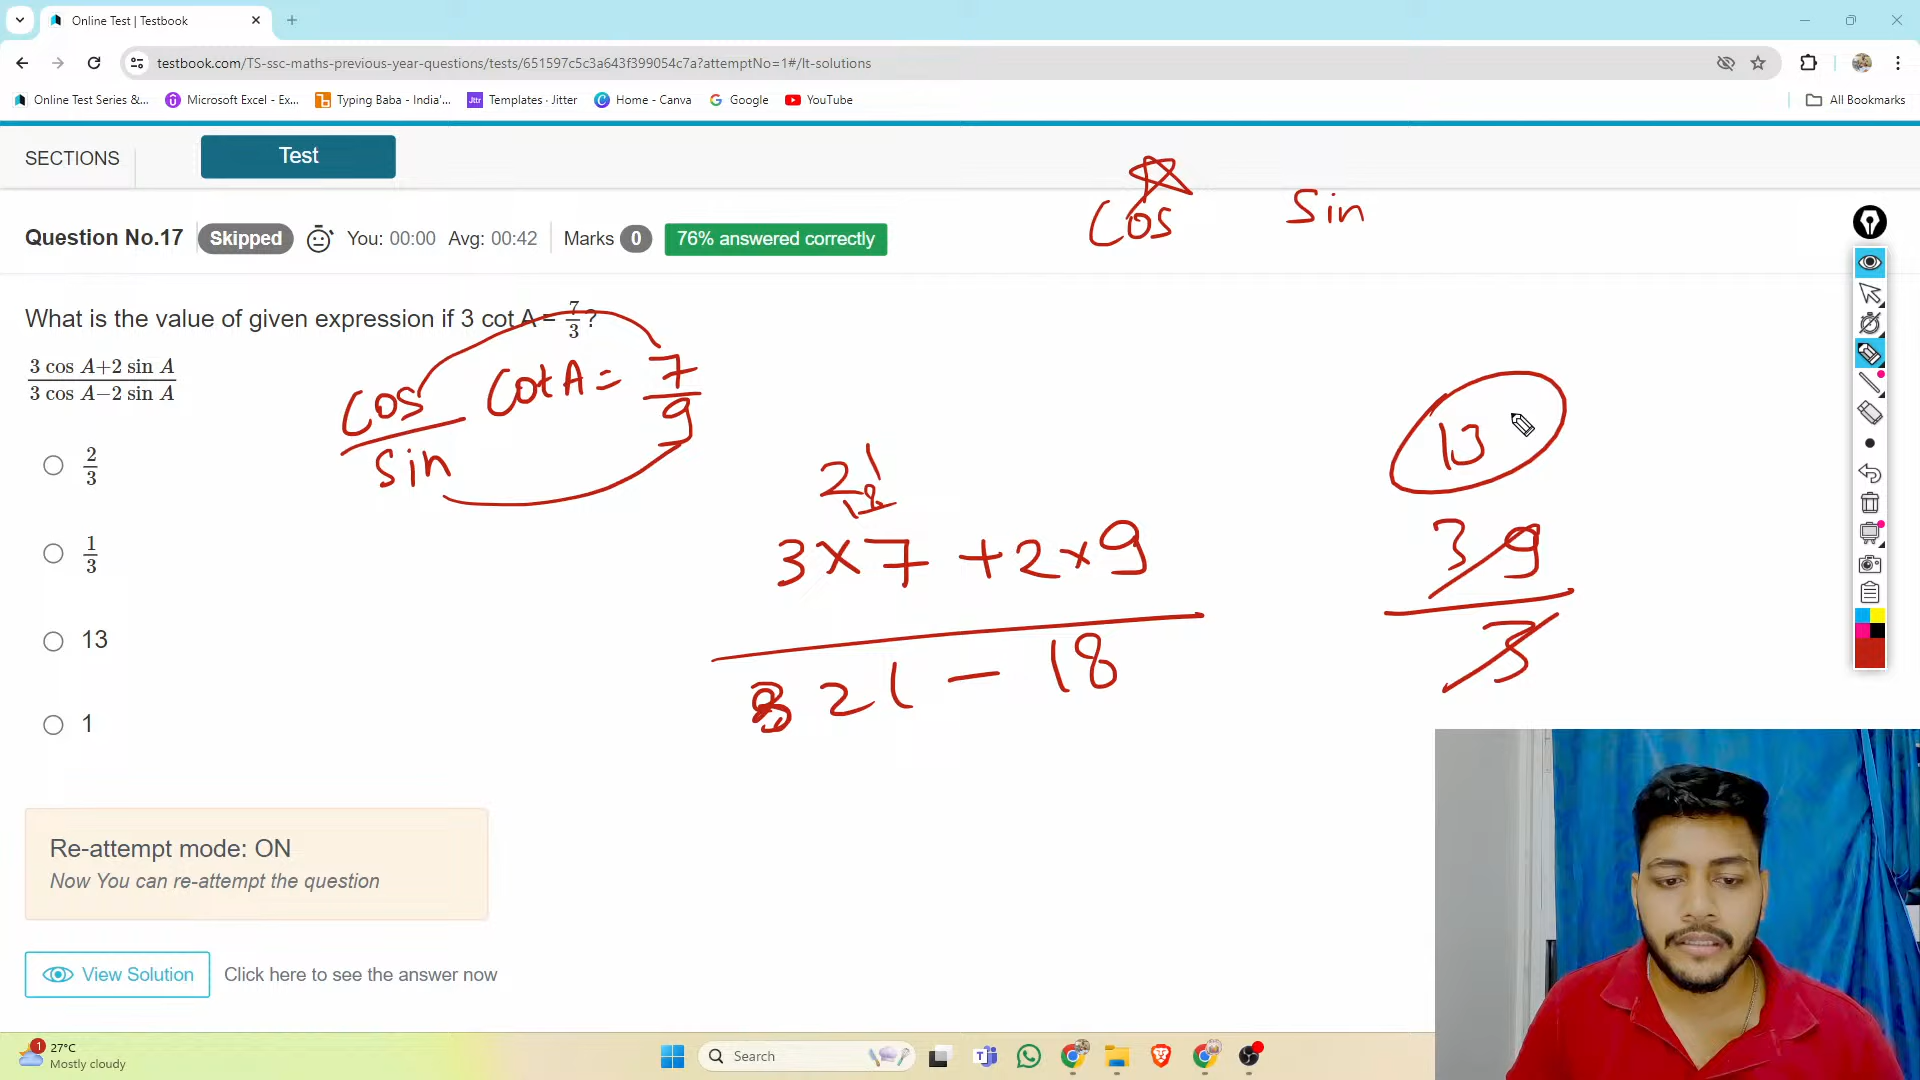 Online Test | Testbook
testbook.com/TS-ssc-maths-previous-year-questions/tests/651597c5c3a643f399054c7a?attemptNo=1#/lt-solutions
Online Test Series &... Microsoft Excel - Ex... Typing Baba - India'... Templates · Jitter Home - Canva Google YouTube All Bookmarks
SECTIONS Test
Cos Sin
Question No.17 Skipped You: 00:00 Avg: 00:42 Marks 0 76% answered correctly
What is the value of given expression if 3 cot A = 7/3 ?
3 cos A+2 sin A
3 cos A−2 sin A
Cos
Sin
Cot A = 7/9
2/3
1/3
13
1
21
18
3×7 + 2×9
21 − 18
13
39
3
Re-attempt mode: ON
Now You can re-attempt the question
View Solution Click here to see the answer now
1
27°C
Mostly cloudy
Search